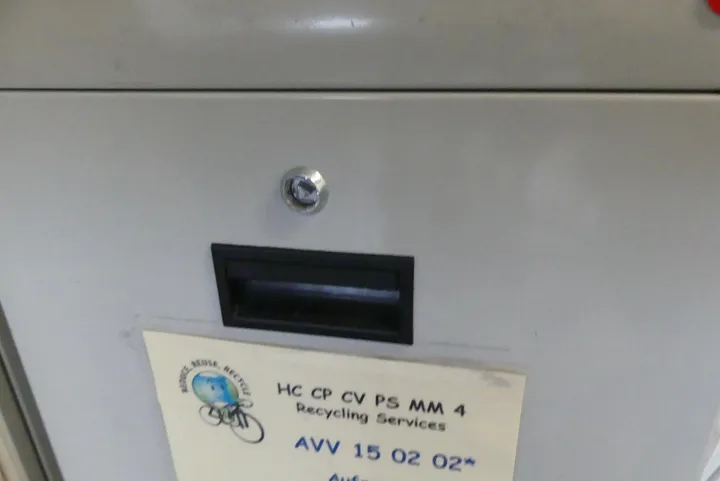 REDUCE, REUSE, RECYCLE
HC CP CV PS MM 4
Recycling Services
AVV 15 02 02*